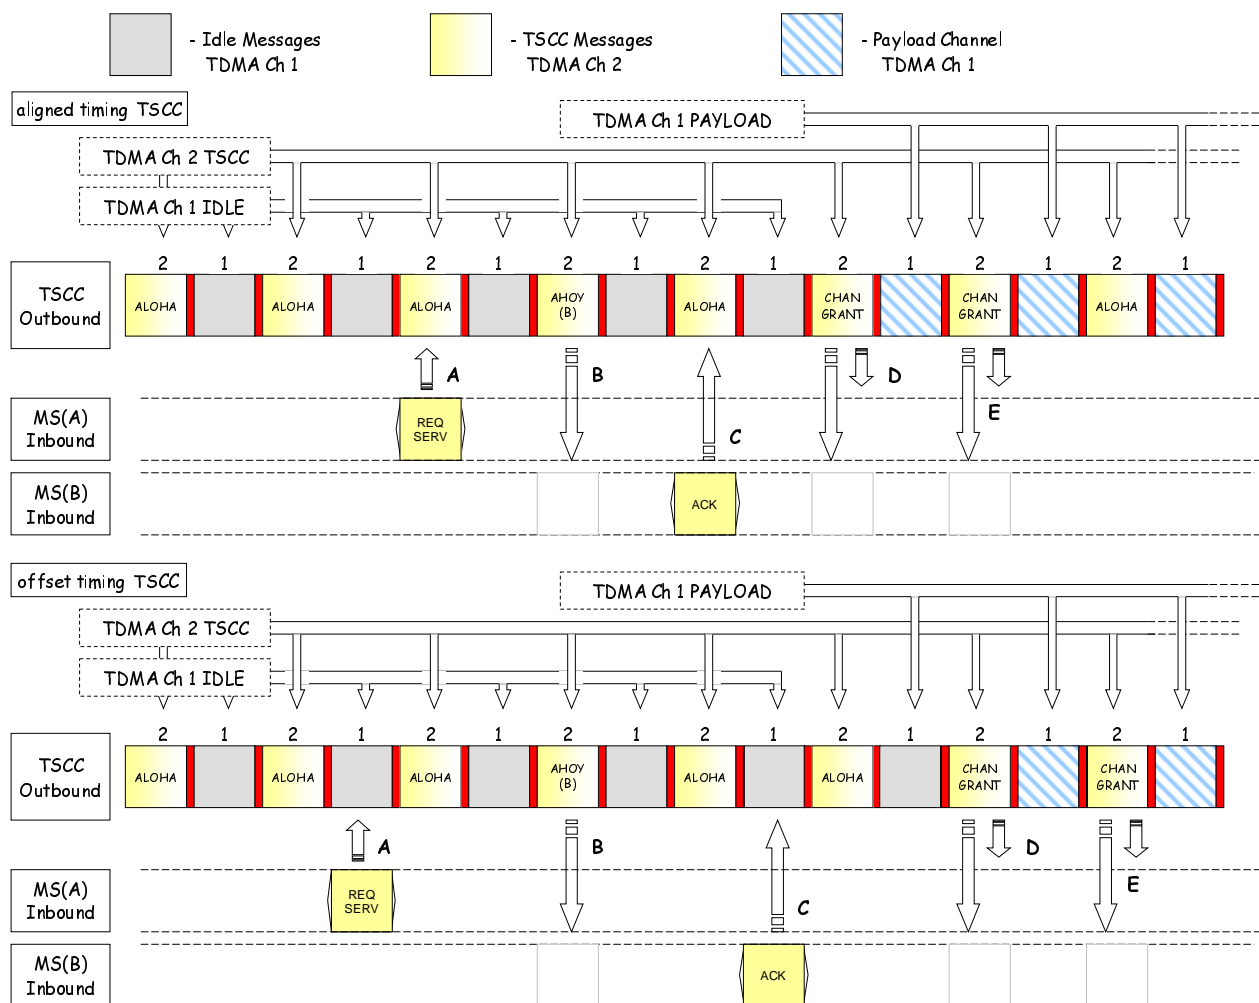 - Idle Messages
TDMA Ch 1
- TSCC Messages
TDMA Ch 2
- Payload Channel
TDMA Ch 1
aligned timing TSCC
TDMA Ch 1 PAYLOAD
TDMA Ch 2 TSCC
TDMA Ch 1 IDLE
2 1 2 1 2 1 2 1 2 1 2 1 2 1 2 1
TSCC
Outbound
ALOHA ALOHA ALOHA AHOY
(B) ALOHA CHAN
GRANT CHAN
GRANT ALOHA
A B C D E
MS(A)
Inbound
REQ
SERV
MS(B)
Inbound
ACK
offset timing TSCC
TDMA Ch 1 PAYLOAD
TDMA Ch 2 TSCC
TDMA Ch 1 IDLE
2 1 2 1 2 1 2 1 2 1 2 1 2 1 2 1
TSCC
Outbound
ALOHA ALOHA ALOHA AHOY
(B) ALOHA ALOHA CHAN
GRANT CHAN
GRANT
A B C D E
MS(A)
Inbound
REQ
SERV
MS(B)
Inbound
ACK